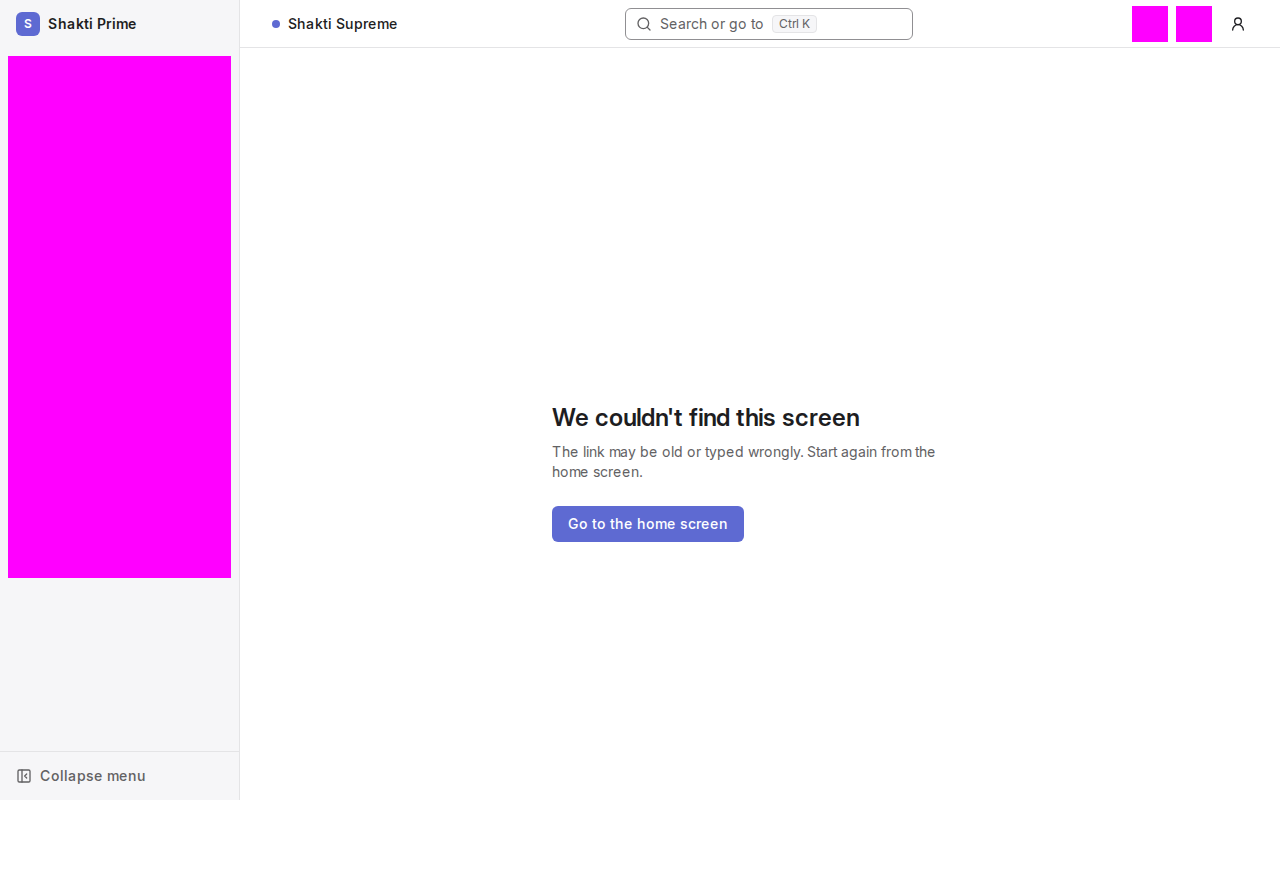 S Shakti Prime
Shakti Supreme
Search or go to Ctrl K
We couldn't find this screen
The link may be old or typed wrongly. Start again from the
home screen.
Go to the home screen
Collapse menu